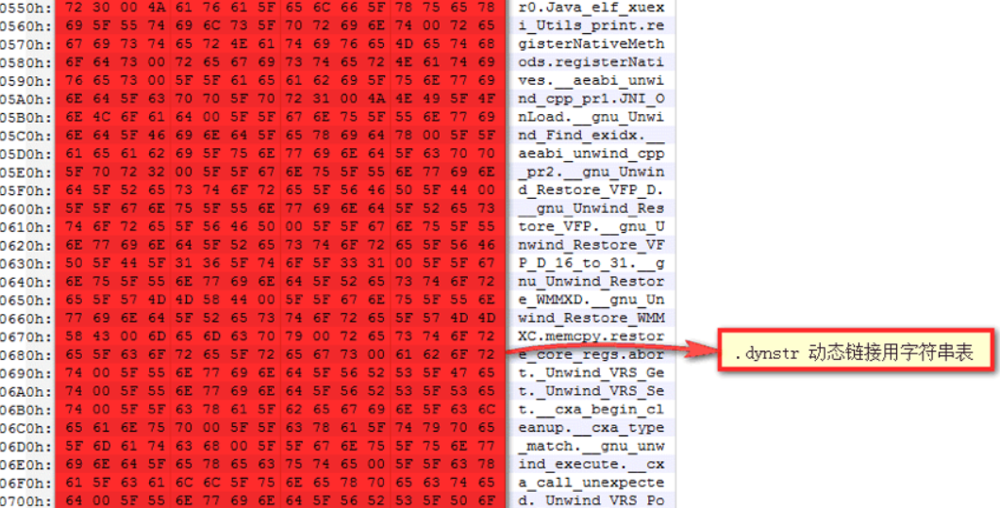 0550h: 72 30 00 4A 61 76 61 5F 65 6C 66 5F 78 75 65 78 r0.Java_elf_xuex
0560h: 69 5F 55 74 69 6C 73 5F 70 72 69 6E 74 00 72 65 i_Utils_print.re
0570h: 67 69 73 74 65 72 4E 61 74 69 76 65 4D 65 74 68 gisterNativeMeth
0580h: 6F 64 73 00 72 65 67 69 73 74 65 72 4E 61 74 69 ods.registerNati
0590h: 76 65 73 00 5F 5F 61 65 61 62 69 5F 75 6E 77 69 ves.__aeabi_unwi
05A0h: 6E 64 5F 63 70 70 5F 70 72 31 00 4A 4E 49 5F 4F nd_cpp_pr1.JNI_O
05B0h: 6E 4C 6F 61 64 00 5F 5F 67 6E 75 5F 55 6E 77 69 nLoad.__gnu_Unwi
05C0h: 6E 64 5F 46 69 6E 64 5F 65 78 69 64 78 00 5F 5F nd_Find_exidx.__
05D0h: 61 65 61 62 69 5F 75 6E 77 69 6E 64 5F 63 70 70 aeabi_unwind_cpp
05E0h: 5F 70 72 32 00 5F 5F 67 6E 75 5F 55 6E 77 69 6E _pr2.__gnu_Unwin
05F0h: 64 5F 52 65 73 74 6F 72 65 5F 56 46 50 5F 44 00 d_Restore_VFP_D.
0600h: 5F 5F 67 6E 75 5F 55 6E 77 69 6E 64 5F 52 65 73 __gnu_Unwind_Res
0610h: 74 6F 72 65 5F 56 46 50 00 5F 5F 67 6E 75 5F 55 tore_VFP.__gnu_U
0620h: 6E 77 69 6E 64 5F 52 65 73 74 6F 72 65 5F 56 46 nwind_Restore_VF
0630h: 50 5F 44 5F 31 36 5F 74 6F 5F 33 31 00 5F 5F 67 P_D_16_to_31.__g
0640h: 6E 75 5F 55 6E 77 69 6E 64 5F 52 65 73 74 6F 72 nu_Unwind_Restor
0650h: 65 5F 57 4D 4D 58 44 00 5F 5F 67 6E 75 5F 55 6E e_WMMXD.__gnu_Un
0660h: 77 69 6E 64 5F 52 65 73 74 6F 72 65 5F 57 4D 4D wind_Restore_WMM
0670h: 58 43 00 6D 65 6D 63 70 79 00 72 65 73 74 6F 72 XC.memcpy.restor
0680h: 65 5F 63 6F 72 65 5F 72 65 67 73 00 61 62 6F 72 e_core_regs.abor
.dynstr 动态链接用字符串表
0690h: 74 00 5F 55 6E 77 69 6E 64 5F 56 52 53 5F 47 65 t._Unwind_VRS_Ge
06A0h: 74 00 5F 55 6E 77 69 6E 64 5F 56 52 53 5F 53 65 t._Unwind_VRS_Se
06B0h: 74 00 5F 5F 63 78 61 5F 62 65 67 69 6E 5F 63 6C t.__cxa_begin_cl
06C0h: 65 61 6E 75 70 00 5F 5F 63 78 61 5F 74 79 70 65 eanup.__cxa_type
06D0h: 5F 6D 61 74 63 68 00 5F 5F 67 6E 75 5F 75 6E 77 _match.__gnu_unw
06E0h: 69 6E 64 5F 65 78 65 63 75 74 65 00 5F 5F 63 78 ind_execute.__cx
06F0h: 61 5F 63 61 6C 6C 5F 75 6E 65 78 70 65 63 74 65 a_call_unexpecte
0700h: 64 00 5F 55 6E 77 69 6E 64 5F 56 52 53 5F 50 6F d._Unwind_VRS_Po